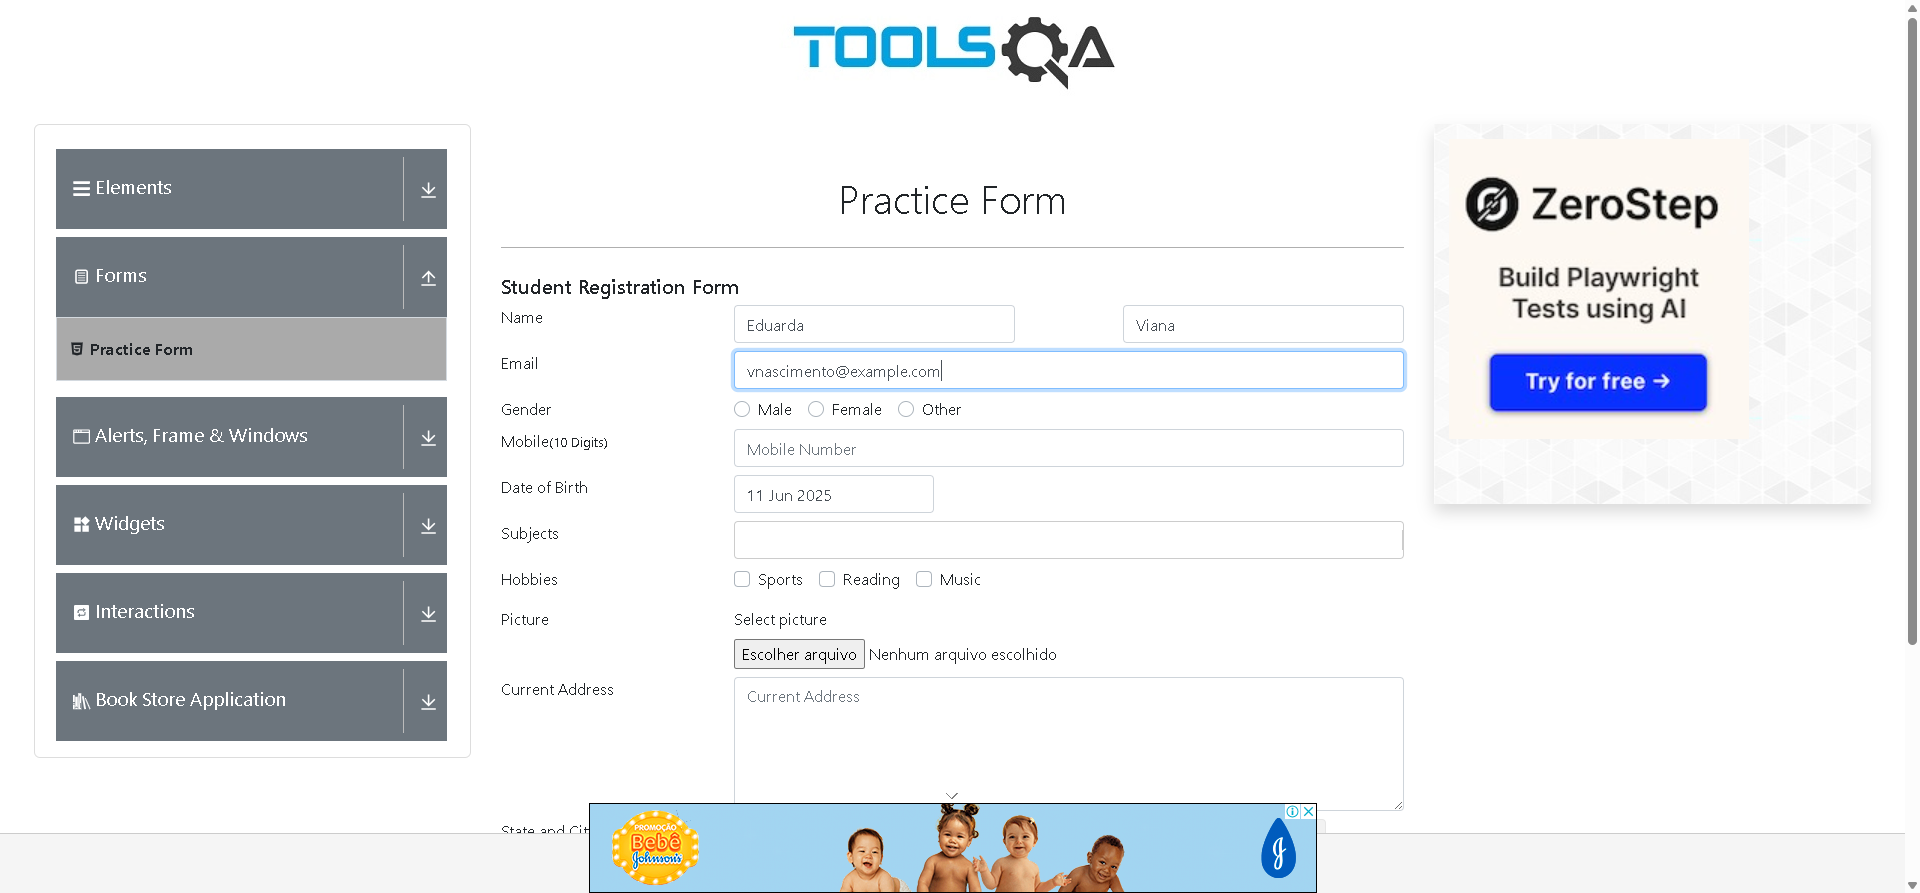 TOOLSQA
Elements
Forms
Practice Form
Alerts, Frame & Windows
Widgets
Interactions
Book Store Application
Practice Form
Student Registration Form
Name
Eduarda
Viana
Email
vnascimento@example.com
Gender
Male
Female
Other
Mobile(10 Digits)
Mobile Number
Date of Birth
11 Jun 2025
Subjects
Hobbies
Sports
Reading
Music
Picture
Select picture
Escolher arquivo
Nenhum arquivo escolhido
Current Address
Current Address
State and Cit
ZeroStep
Build Playwright
Tests using AI
Try for free →
PROMOÇÃO
Bebê
Johnson's